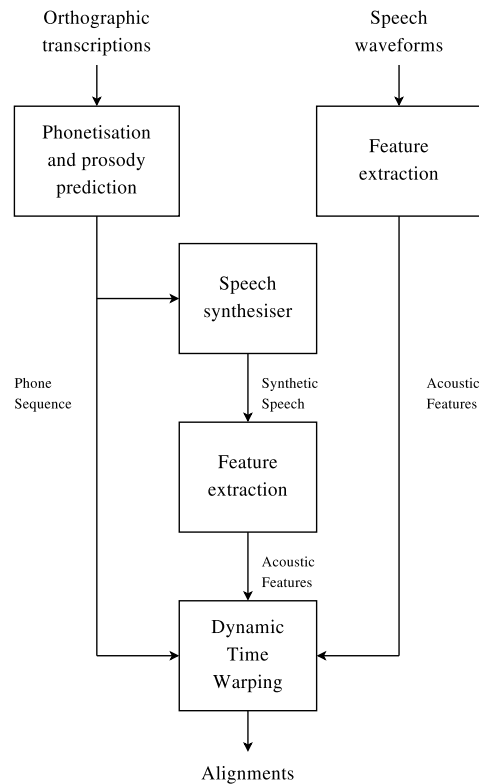 Orthographic
transcriptions
Speech
waveforms
Phonetisation
and prosody
prediction
Feature
extraction
Speech
synthesiser
Phone
Sequence
Synthetic
Speech
Acoustic
Features
Feature
extraction
Acoustic
Features
Dynamic
Time
Warping
Alignments